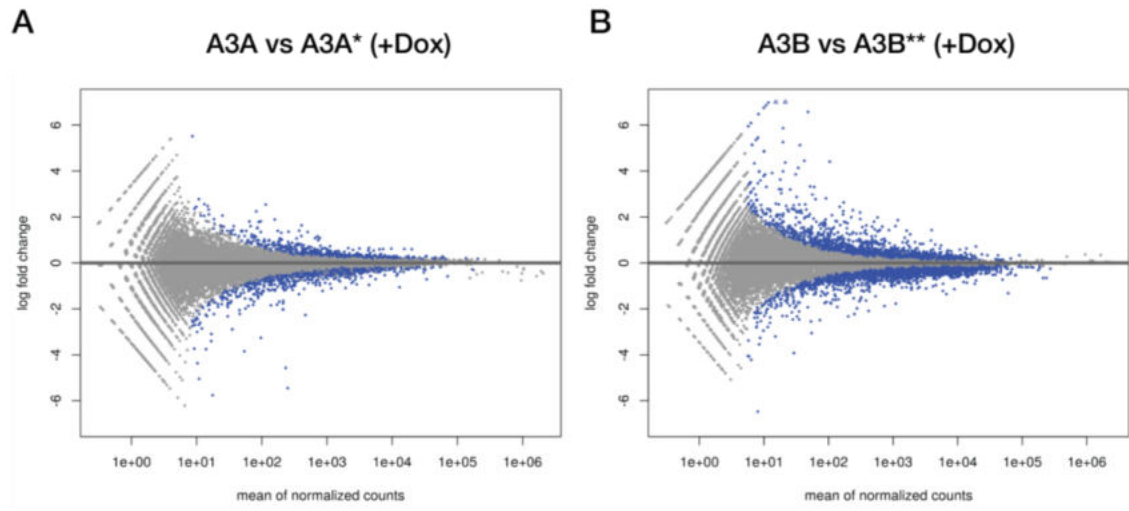 A
A3A vs A3A* (+Dox)
6
4
2
0
-2
-4
-6
log fold change
1e+00 1e+01 1e+02 1e+03 1e+04 1e+05 1e+06
mean of normalized counts
B
A3B vs A3B** (+Dox)
6
4
2
0
-2
-4
-6
log fold change
1e+00 1e+01 1e+02 1e+03 1e+04 1e+05 1e+06
mean of normalized counts